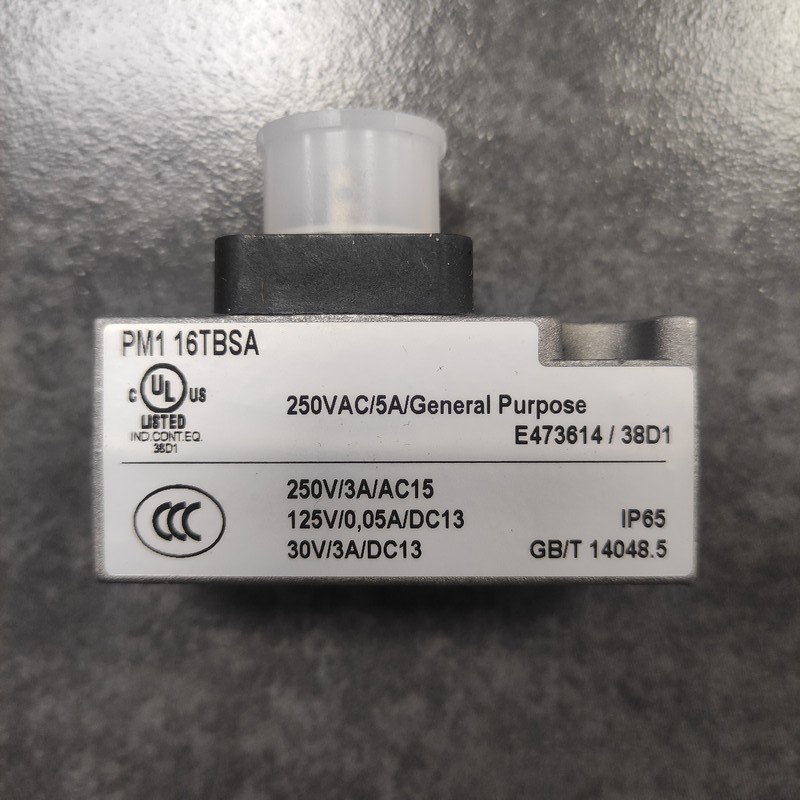 PM1 16TBSA
C UL US
LISTED
IND.CONT.EQ.
38D1
250VAC/5A/General Purpose
E473614 / 38D1
CCC
250V/3A/AC15
125V/0,05A/DC13
30V/3A/DC13
IP65
GB/T 14048.5